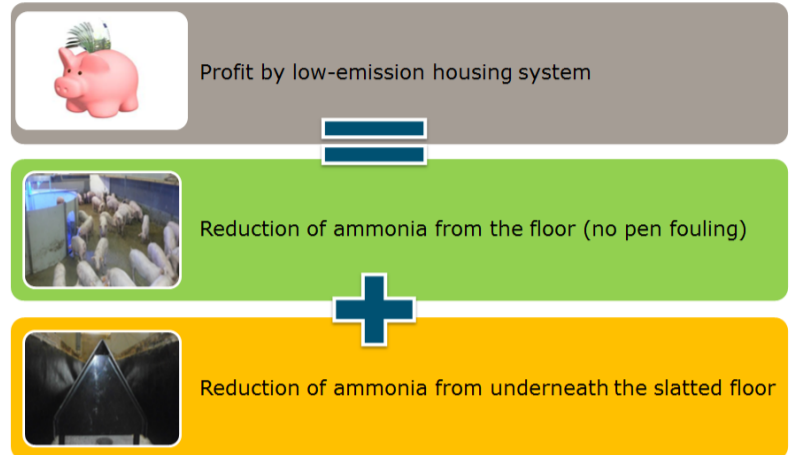 Profit by low-emission housing system
Reduction of ammonia from the floor (no pen fouling)
Reduction of ammonia from underneath the slatted floor